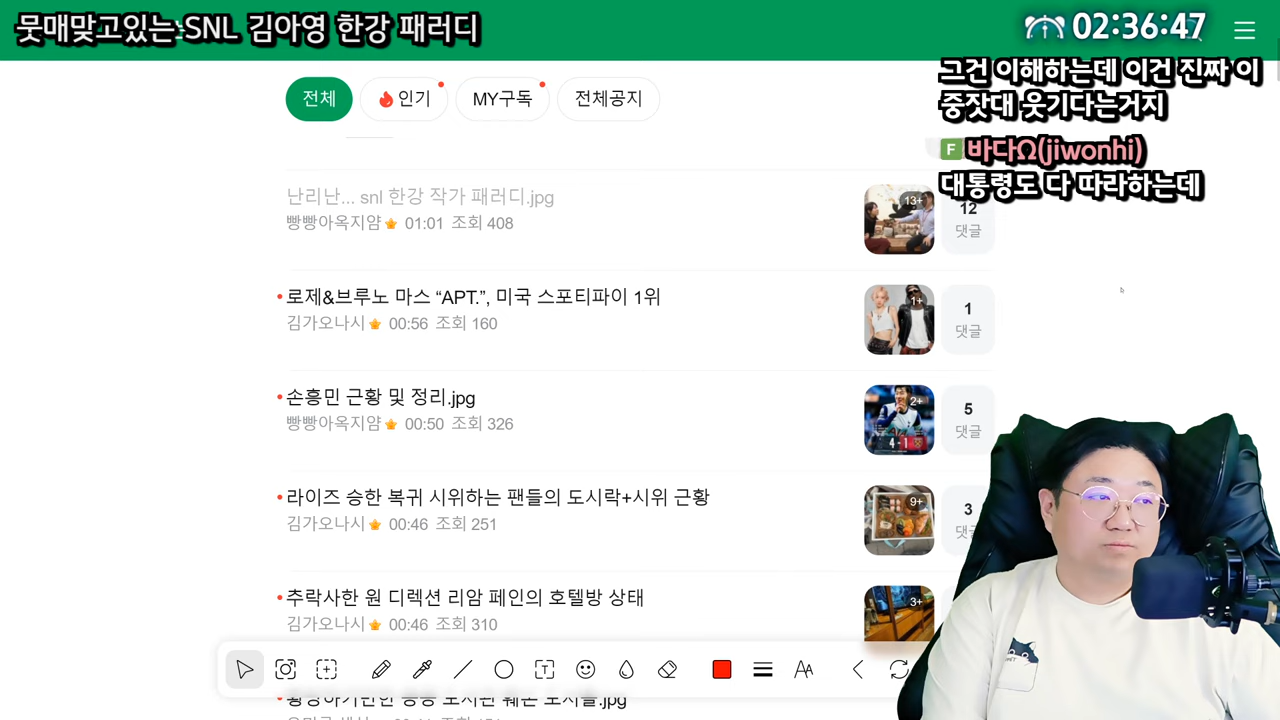 뭇매맞고있는 SNL 김아영 한강 패러디
02:36:47
전체
인기
MY구독
전체공지
그건 이해하는데 이건 진짜 이
중잣대 웃기다는거지
F 바다Ω(jiwonhi)
대통령도 다 따라하는데
난리난... snl 한강 작가 패러디.jpg
빵빵아옥지얌 01:01 조회 408
13+
12
댓글
로제&브루노 마스 “APT.”, 미국 스포티파이 1위
김가오나시 00:56 조회 160
1+
1
댓글
손흥민 근황 및 정리.jpg
빵빵아옥지얌 00:50 조회 326
2+
4-1
5
댓글
라이즈 승한 복귀 시위하는 팬들의 도시락+시위 근황
김가오나시 00:46 조회 251
9+
3
추락사한 원 디렉션 리암 페인의 호텔방 상태
김가오나시 00:46 조회 310
3+